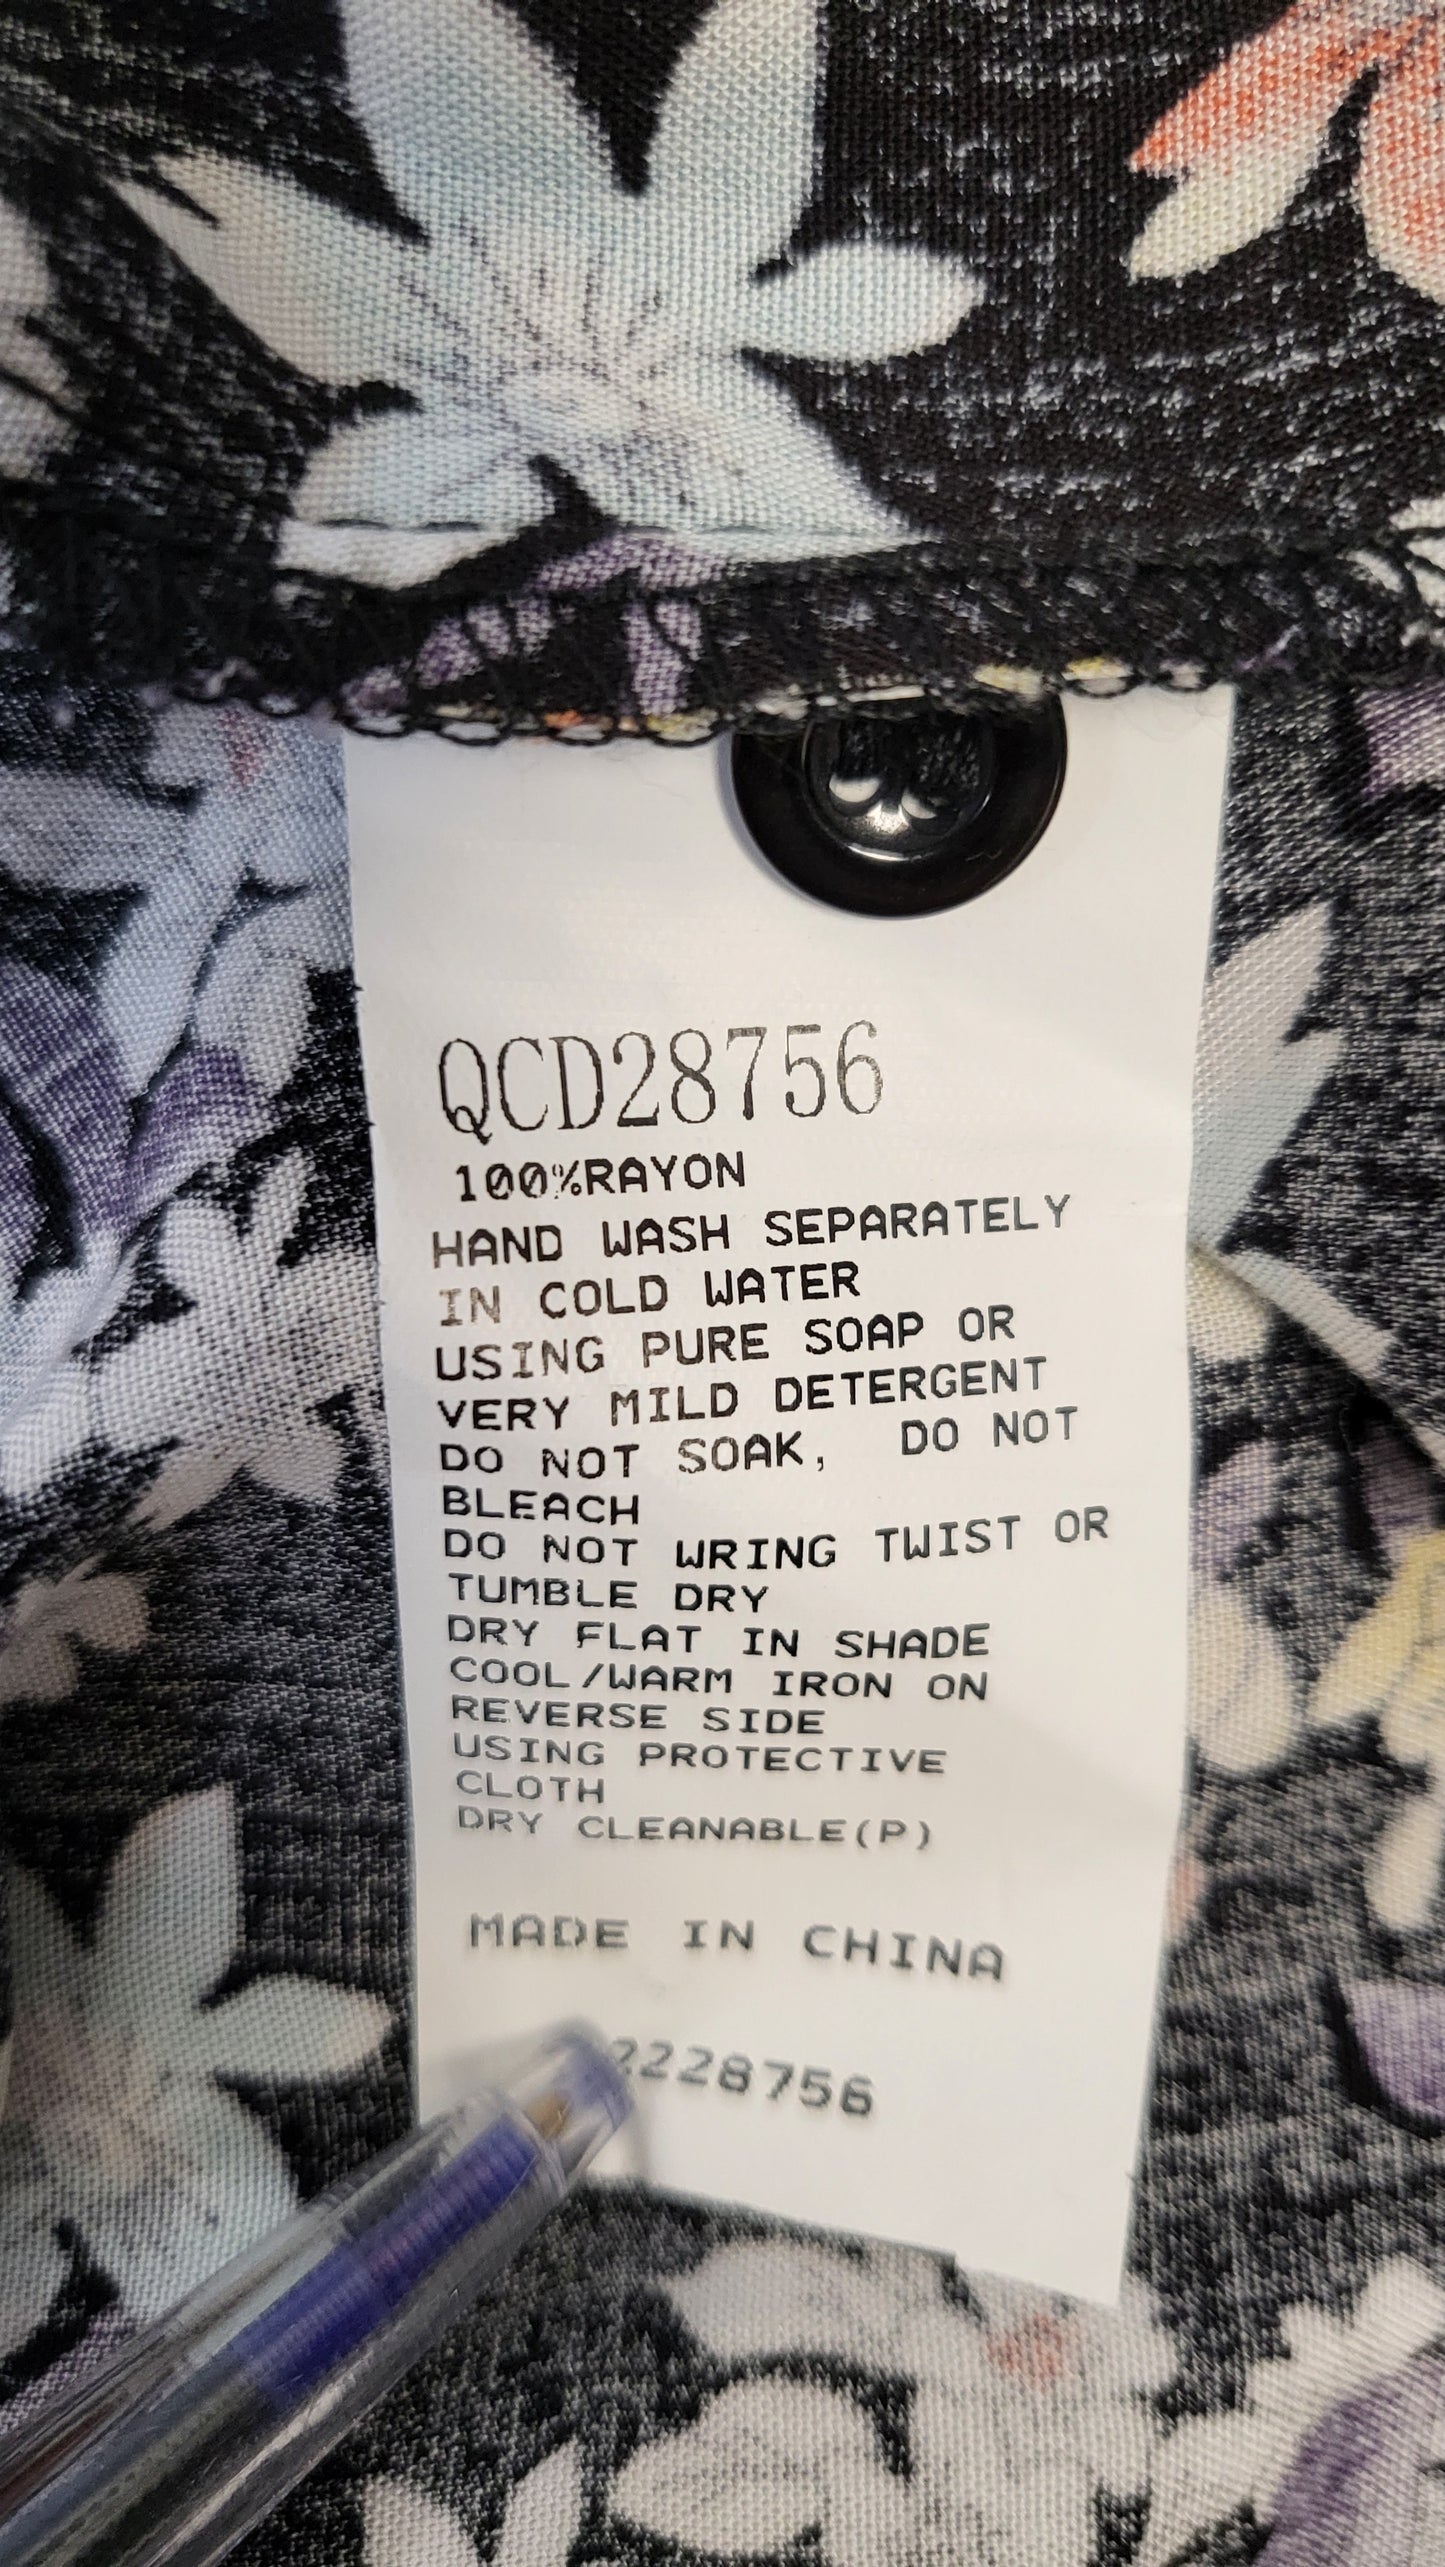 QCD28756
100%RAYON
HAND WASH SEPARATELY
IN COLD WATER
USING PURE SOAP OR
VERY MILD DETERGENT
DO NOT SOAK, DO NOT
BLEACH
DO NOT WRING TWIST OR
TUMBLE DRY
DRY FLAT IN SHADE
COOL/WARM IRON ON
REVERSE SIDE
USING PROTECTIVE
CLOTH
DRY CLEANABLE(P)
MADE IN CHINA